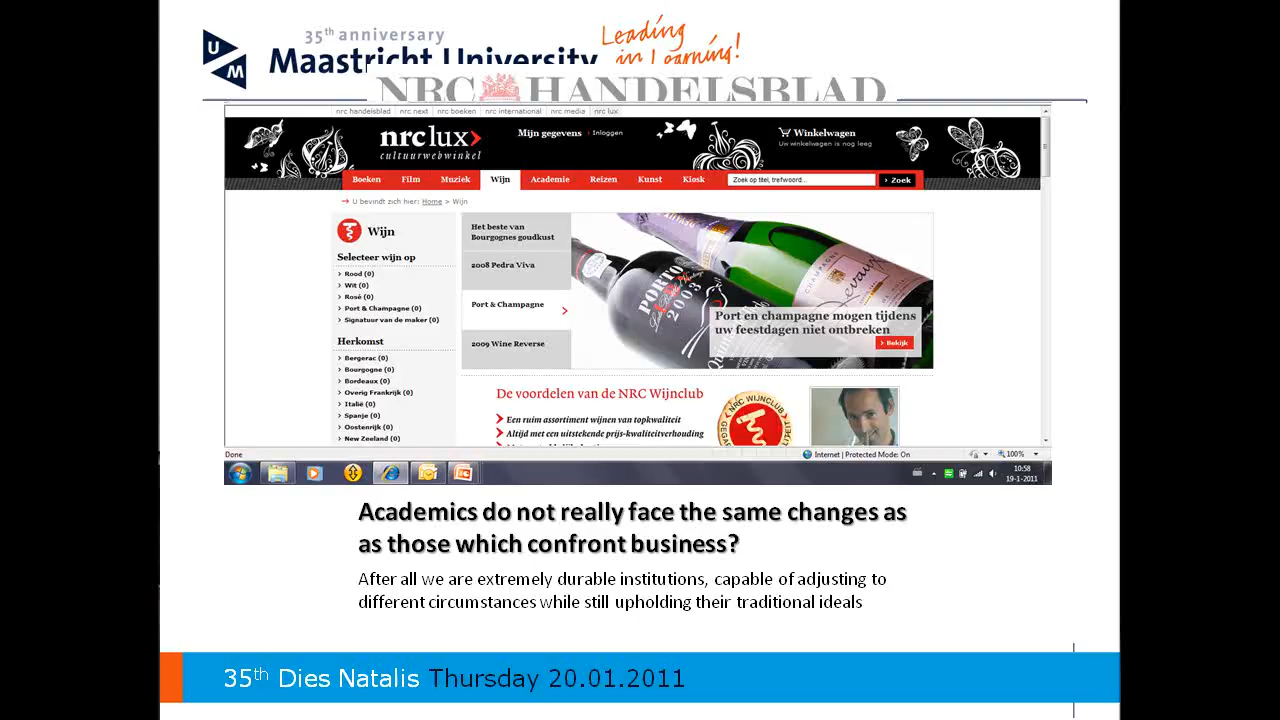 35th anniversary
Leading in Learning!
UM
Maastricht University
NRC HANDELSBLAD
nrc handelsblad nrc next nrc boeken nrc international nrc media nrc lux
nrclux>
cultuurwebwinkel
Mijn gegevens › Inloggen
Winkelwagen
Uw winkelwagen is nog leeg
Boeken Film Muziek Wijn Academie Reizen Kunst Kiosk Zoek op titel, trefwoord... › Zoek
U bevindt zich hier: Home > Wijn
Wijn
Selecteer wijn op
› Rood (0)
› Wit (0)
› Rosé (0)
› Port & Champagne (0)
› Signatuur van de maker (0)
Herkomst
› Bergerac (0)
› Bourgogne (0)
› Bordeaux (0)
› Overig Frankrijk (0)
› Italië (0)
› Spanje (0)
› Oostenrijk (0)
› New Zeeland (0)
Het beste van
Bourgognes goudkust
2008 Pedra Viva
Port & Champagne
2009 Wine Reverse
PORTO
2003
CHAMPAGNE
Devaux
Port en champagne mogen tijdens
uw feestdagen niet ontbreken
› Bekijk
De voordelen van de NRC Wijnclub
Een ruim assortiment wijnen van topkwaliteit
Altijd met een uitstekende prijs-kwaliteitverhouding
NRC WIJNCLUB
Done
Internet | Protected Mode: On
100%
10:58
19-1-2011
Academics do not really face the same changes as
as those which confront business?
After all we are extremely durable institutions, capable of adjusting to
different circumstances while still upholding their traditional ideals
35th Dies Natalis Thursday 20.01.2011